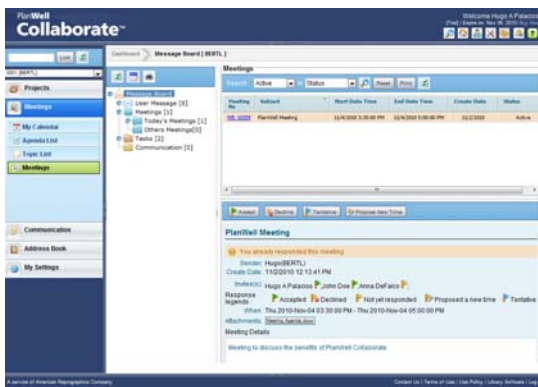 PlanWell
Collaborate™
Welcome Hugo A Palacios
Dashboard
Message Board [ BERTL ]
Link
Projects
Meetings
My Calendar
Agenda List
Topic List
Meetings
Communication
Address Book
My Settings
Message Board
User Message [6]
Meetings [1]
Today's Meetings [1]
Others Meetings[0]
Tasks [2]
Communication [0]
Meetings
Search: Active in Status Reset Print
Meeting No Subject Start Date Time End Date Time Create Date Status
PlanWell Meeting 11/4/2010 3:30:00 PM 11/4/2010 5:00:00 PM 11/2/2010 Active
Accept Decline Tentative Propose New Time
PlanWell Meeting
You already responded this meeting
Sender: Hugo(BERTL)
Create Date: 11/02/2010 12:13:41 PM
Invitee(s): Hugo A Palacios John Doe Anna DeFalco ;
Response legends : Accepted Declined Not yet responded Proposed a new time Tentative
When: Thu 2010-Nov-04 03:30:00 PM - Thu 2010-Nov-04 05:00:00 PM
Attachments: Meeting Agenda.docx
Meeting Details
Meeting to discuss the benefits of PlanWell Collaborate.
A service of American Reprographics Company
Contact Us | Terms of Use | Use Policy | Library Software | Log